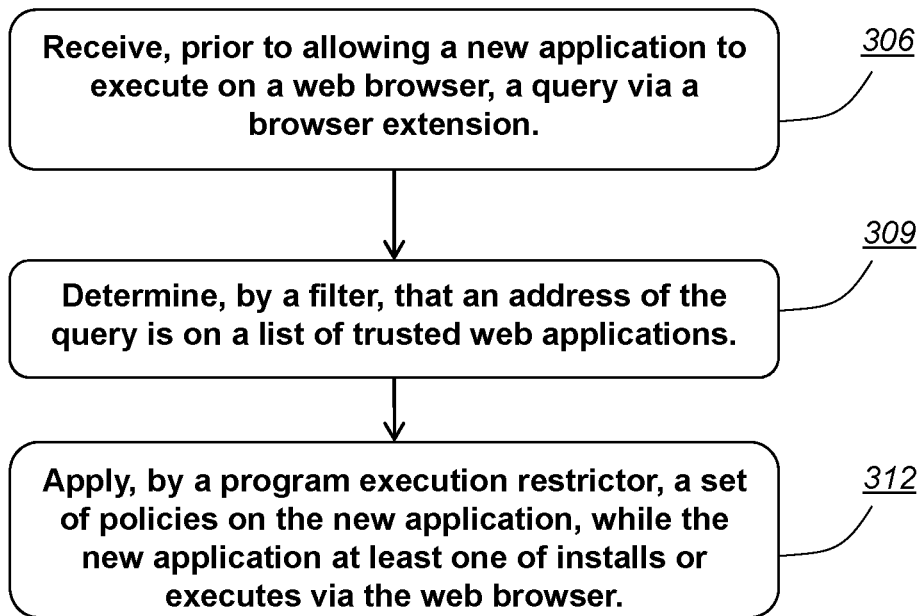 Receive, prior to allowing a new application to
execute on a web browser, a query via a
browser extension.
306
Determine, by a filter, that an address of the
query is on a list of trusted web applications.
309
Apply, by a program execution restrictor, a set
of policies on the new application, while the
new application at least one of installs or
executes via the web browser.
312